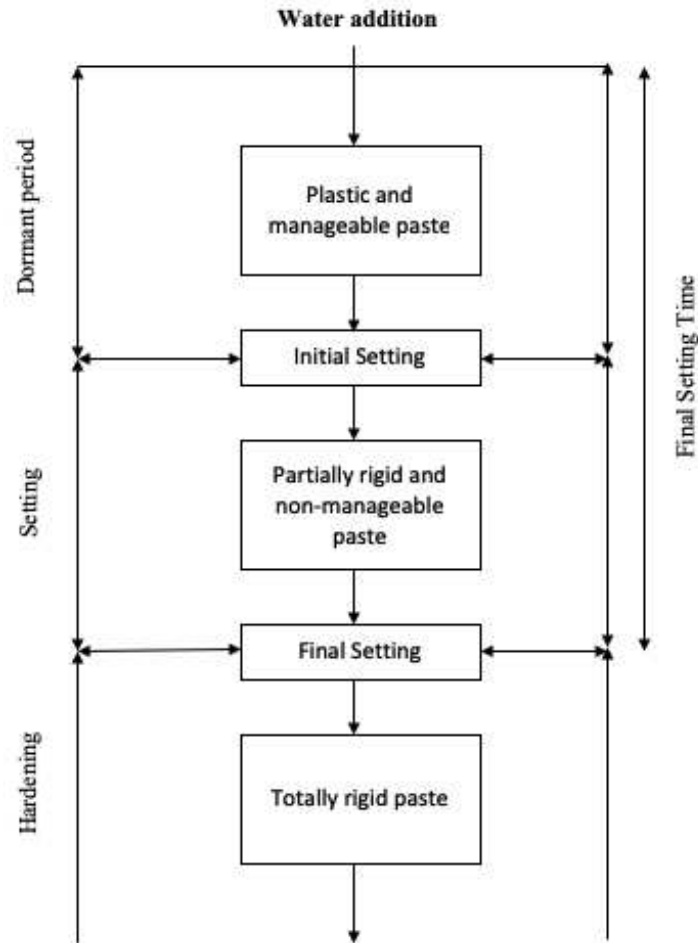 Water addition
Dormant period
Plastic and
manageable paste
Initial Setting
Final Setting Time
Setting
Partially rigid and
non-manageable
paste
Final Setting
Hardening
Totally rigid paste